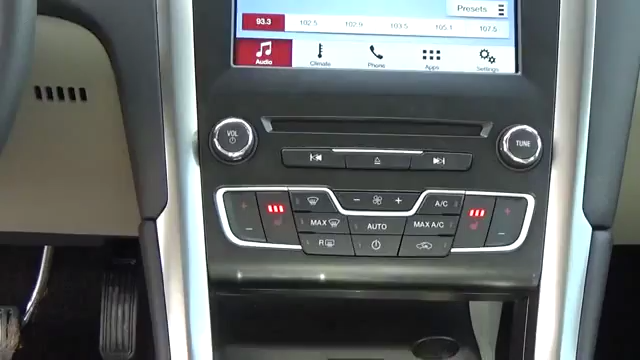 Presets
93.3 102.5 102.9 103.5 105.1 107.5
Audio Climate Phone Apps Settings
VOL
TUNE
A/C
MAX AUTO MAX A/C
R